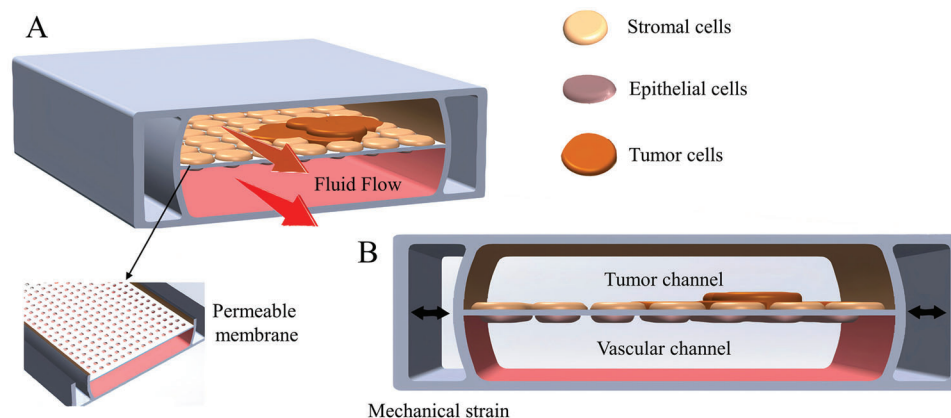 A
Stromal cells
Epithelial cells
Tumor cells
Fluid Flow
Permeable
membrane
B
Tumor channel
Vascular channel
Mechanical strain